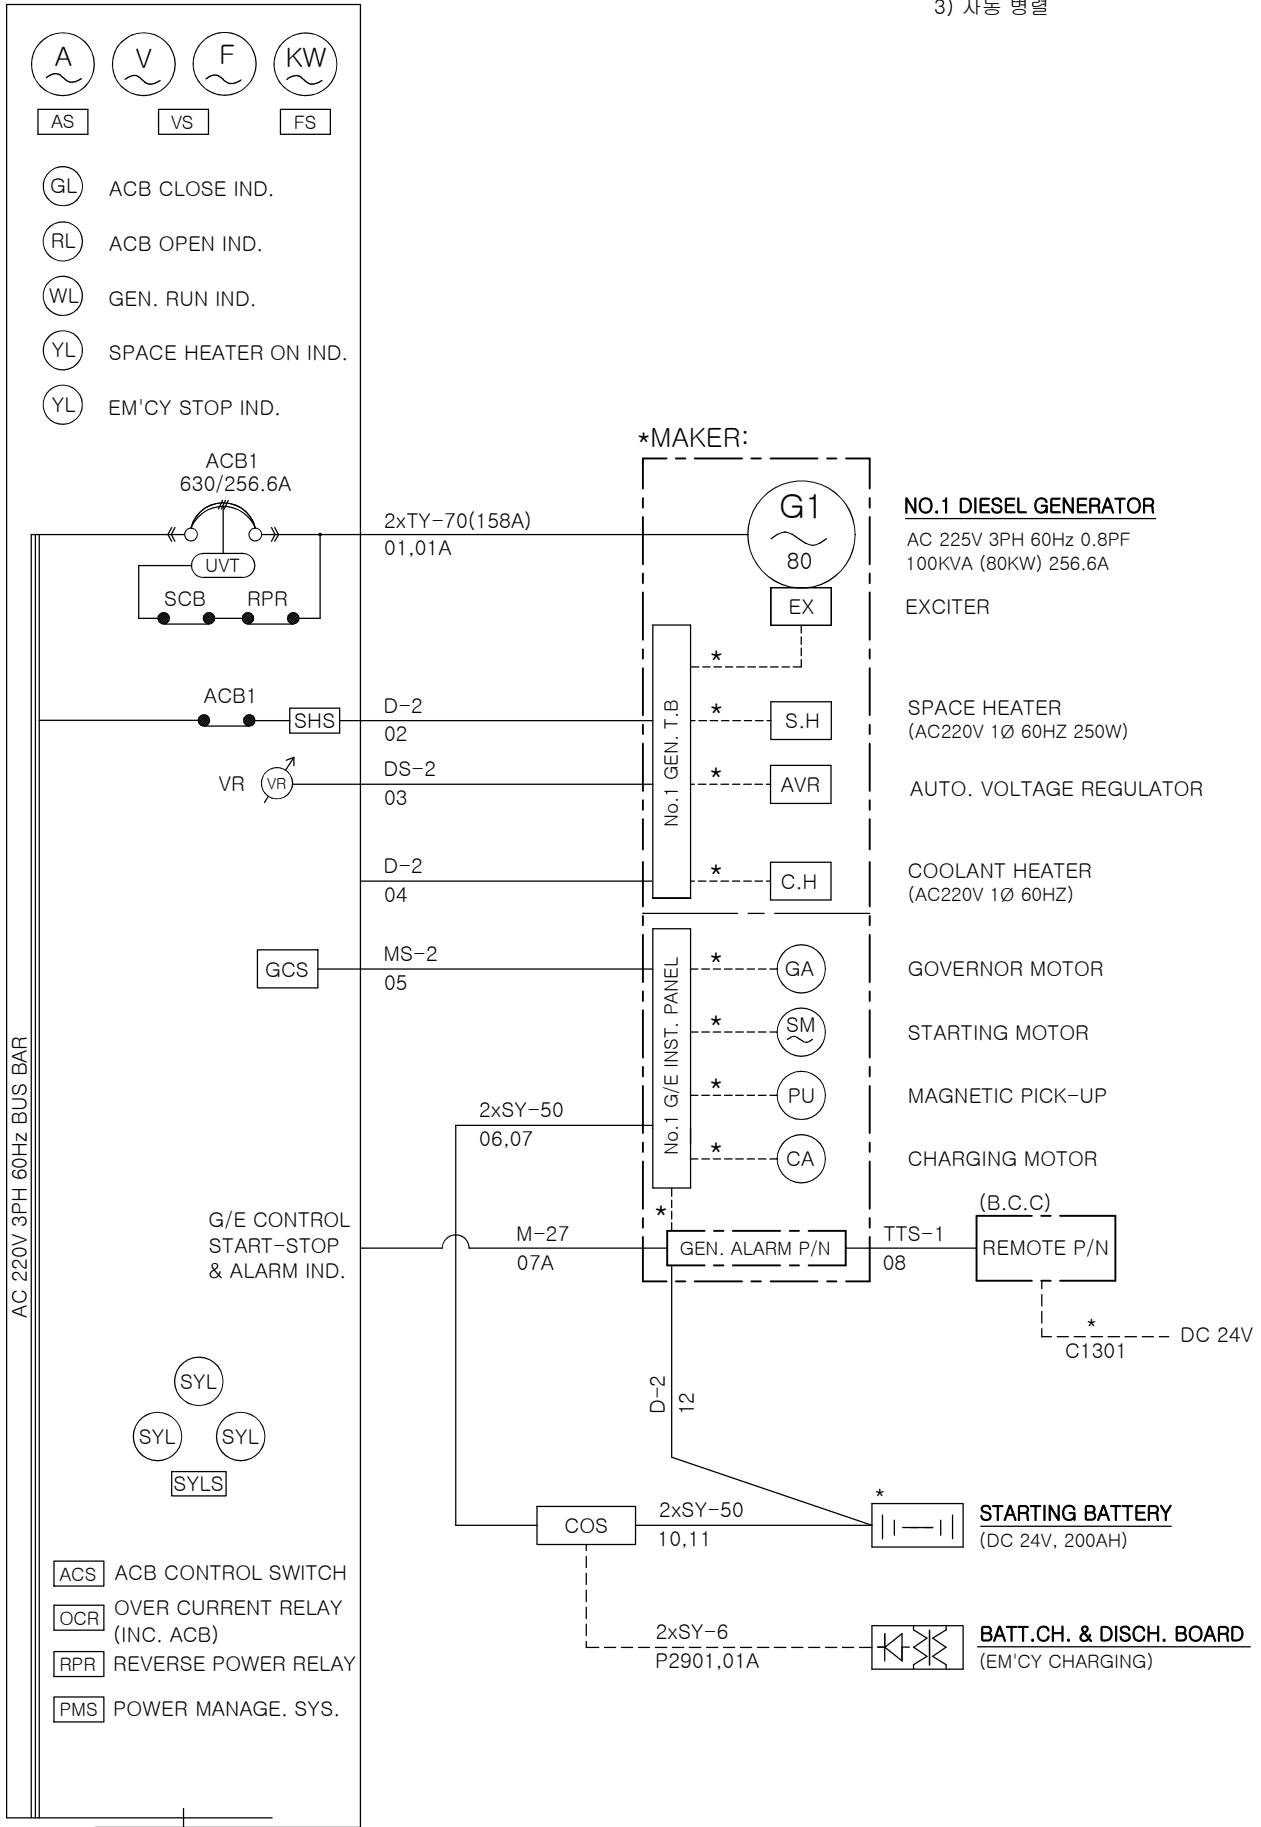 3) 자동 병렬
A
V
F
KW
AS
VS
FS
GL ACB CLOSE IND.
RL ACB OPEN IND.
WL GEN. RUN IND.
YL SPACE HEATER ON IND.
YL EM'CY STOP IND.
*MAKER:
ACB1
630/256.6A
UVT
SCB RPR
2xTY-70(158A)
01,01A
G1
80
NO.1 DIESEL GENERATOR
AC 225V 3PH 60Hz 0.8PF
100KVA (80KW) 256.6A
EX
EXCITER
*
ACB1
SHS
D-2
02
*
S.H
SPACE HEATER
(AC220V 1Ø 60HZ 250W)
VR
VR
DS-2
03
No.1 GEN. T.B
*
AVR
AUTO. VOLTAGE REGULATOR
D-2
04
*
C.H
COOLANT HEATER
(AC220V 1Ø 60HZ)
GCS
MS-2
05
*
GA
GOVERNOR MOTOR
No.1 G/E INST. PANEL
*
SM
STARTING MOTOR
*
PU
MAGNETIC PICK-UP
2xSY-50
06,07
*
CA
CHARGING MOTOR
AC 220V 3PH 60Hz BUS BAR
G/E CONTROL
START-STOP
& ALARM IND.
M-27
07A
*
GEN. ALARM P/N
TTS-1
08
(B.C.C)
REMOTE P/N
*
C1301
DC 24V
D-2
12
SYL
SYL
SYL
SYLS
COS
2xSY-50
10,11
*
STARTING BATTERY
(DC 24V, 200AH)
2xSY-6
P2901,01A
BATT.CH. & DISCH. BOARD
(EM'CY CHARGING)
ACS ACB CONTROL SWITCH
OCR OVER CURRENT RELAY
(INC. ACB)
RPR REVERSE POWER RELAY
PMS POWER MANAGE. SYS.